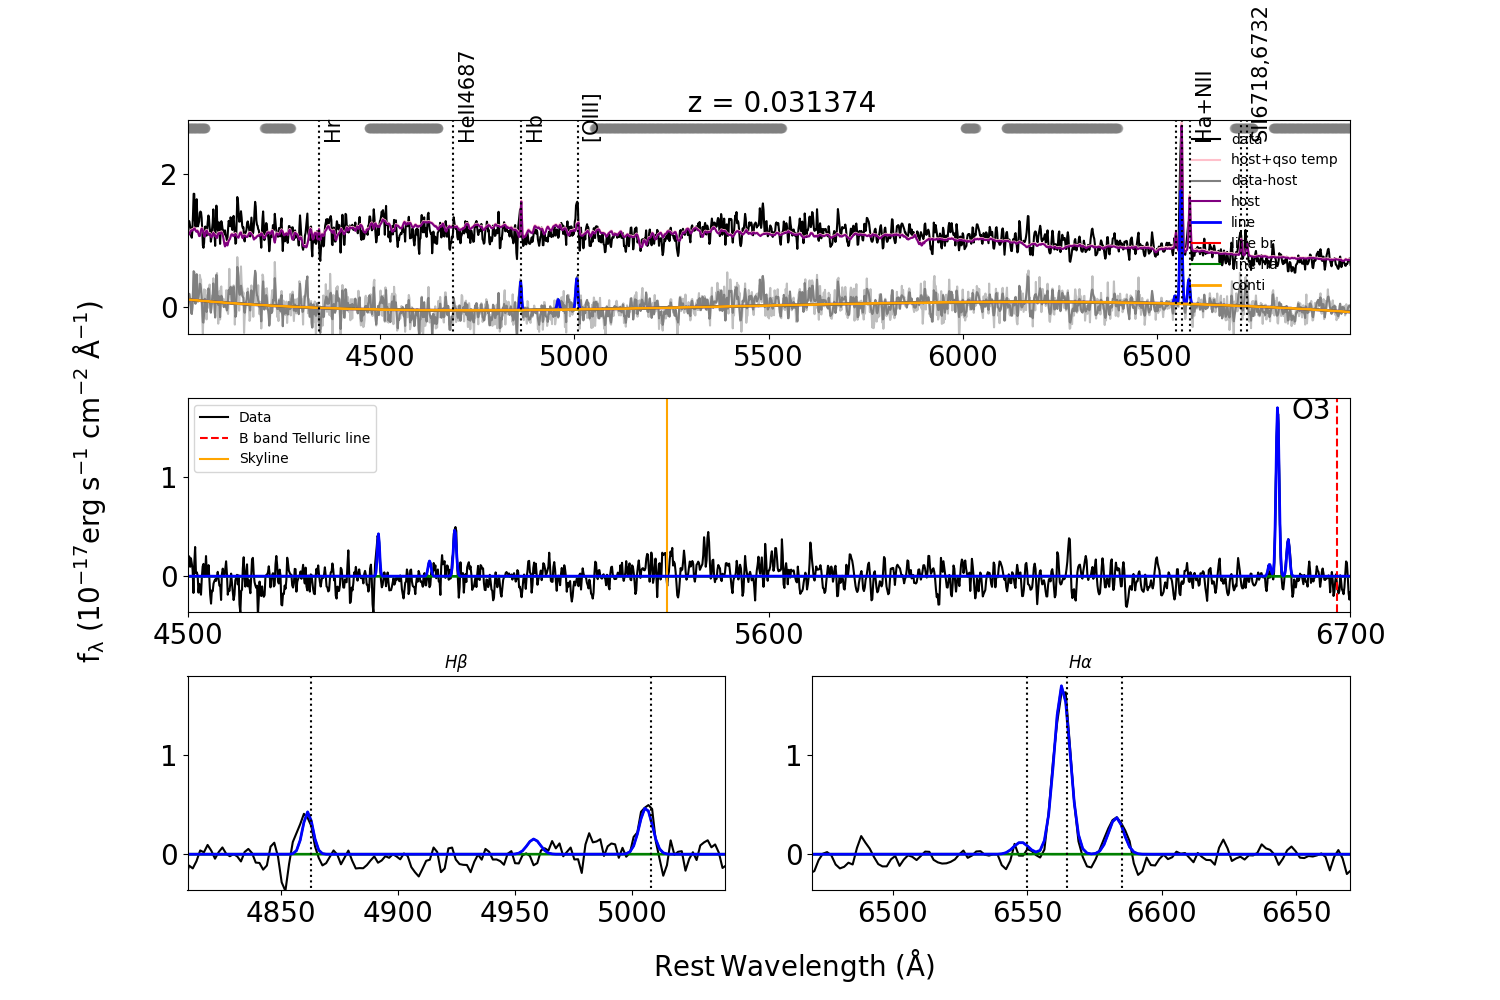 z = 0.031374
Hr
HeII4687
Hb
[OIII]
Ha+NII
SII6718,6732
data
host+qso temp
data-host
host
line
line br
line na
conti
2
0
4500 5000 5500 6000 6500
fλ (10⁻¹⁷erg s⁻¹ cm⁻² Å⁻¹)
Data
B band Telluric line
Skyline
O3
1
0
4500 5600 6700
Hβ
1
0
4850 4900 4950 5000
Hα
1
0
6500 6550 6600 6650
Rest Wavelength (Å)